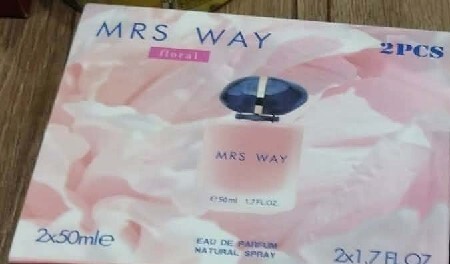 MRS WAY
floral
2PCS
MRS WAY
e50ml 1.7FL.OZ
2x50mle
EAU DE PARFUM
NATURAL SPRAY
2x1.7 FL OZ